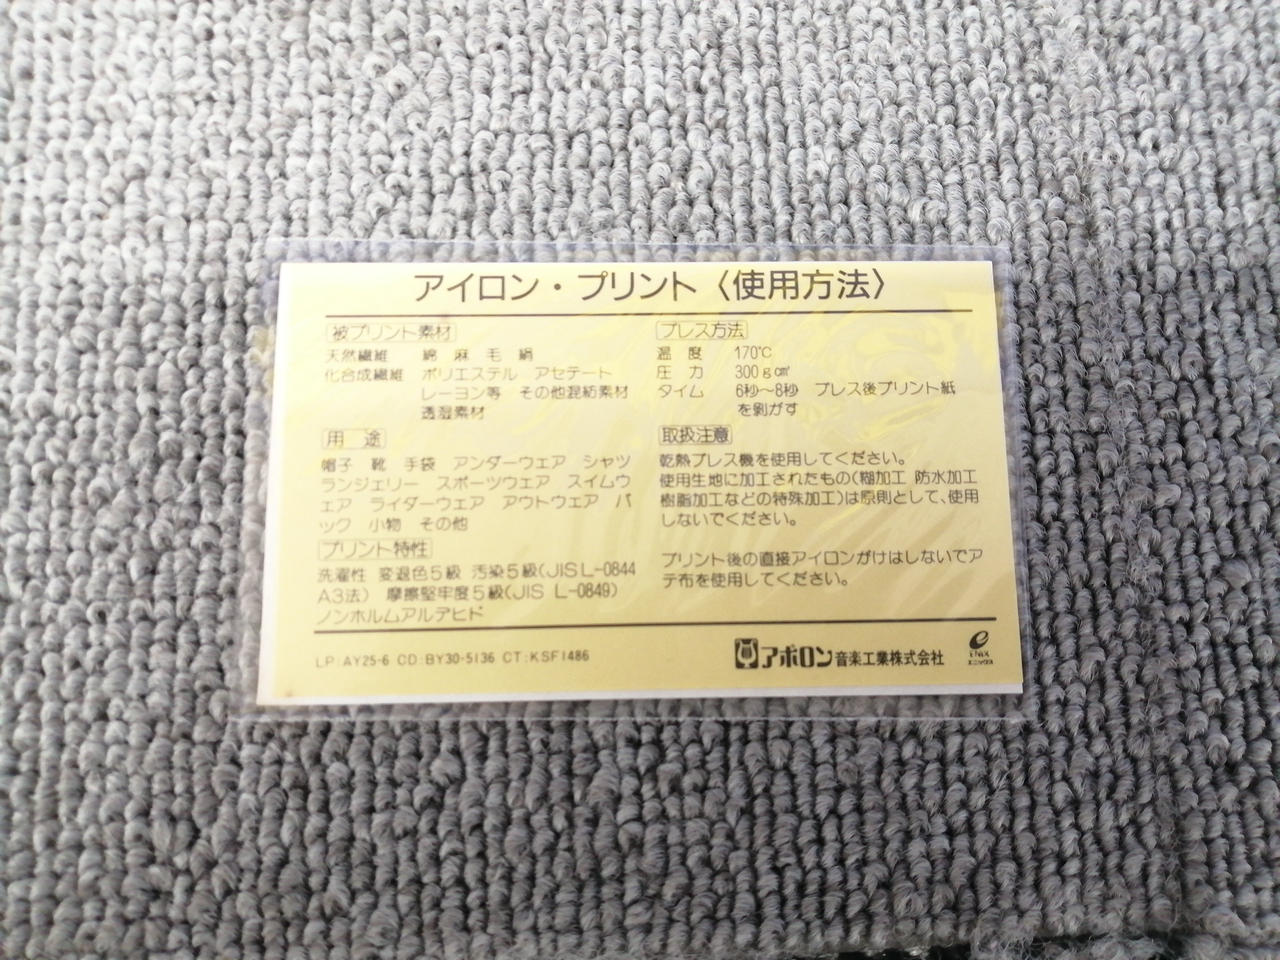 アイロン・プリント〈使用方法〉
被プリント素材
天然繊維　綿 麻 毛 絹
化合成繊維　ポリエステル アセテート
レーヨン等 その他混紡素材
透湿素材
用 途
帽子 靴 手袋 アンダーウェア シャツ
ランジェリー スポーツウェア スイムウ
ェア ライダーウェア アウトウェア バ
ック 小物 その他
プリント特性
洗濯性 変退色5級 汚染5級(JIS L-0844
A3法) 摩擦堅牢度5級(JIS L-0849)
ノンホルムアルデヒド
プレス方法
温 度　170℃
圧 力　300g㎠
タイム　6秒〜8秒 プレス後プリント紙
を剝がす
取扱注意
乾熱プレス機を使用してください。
使用生地に加工されたもの(糊加工 防水加工
樹脂加工などの特殊加工)は原則として、使用
しないでください。
プリント後の直接アイロンがけはしないでア
テ布を使用してください。
LP:AY25-6 CD:BY30-5136 CT:KSF1486
アポロン音楽工業株式会社
e
ENIX
エニックス